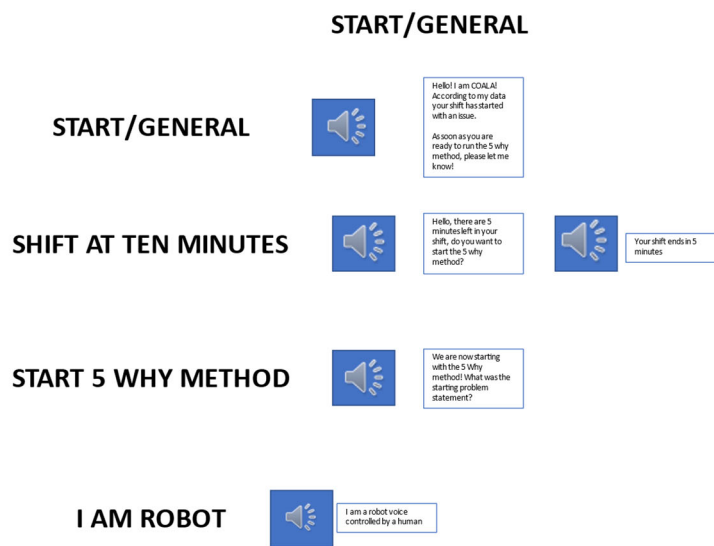 START/GENERAL
START/GENERAL
Hello! I am COALA!
According to my data
your shift has started
with an issue.
As soon as you are
ready to run the 5 why
method, please let me
know!
SHIFT AT TEN MINUTES
Hello, there are 5
minutes left in your
shift, do you want to
start the 5 why
method?
Your shift ends in 5
minutes
START 5 WHY METHOD
We are now starting
with the 5 Why
method! What was the
starting problem
statement?
I AM ROBOT
I am a robot voice
controlled by a human